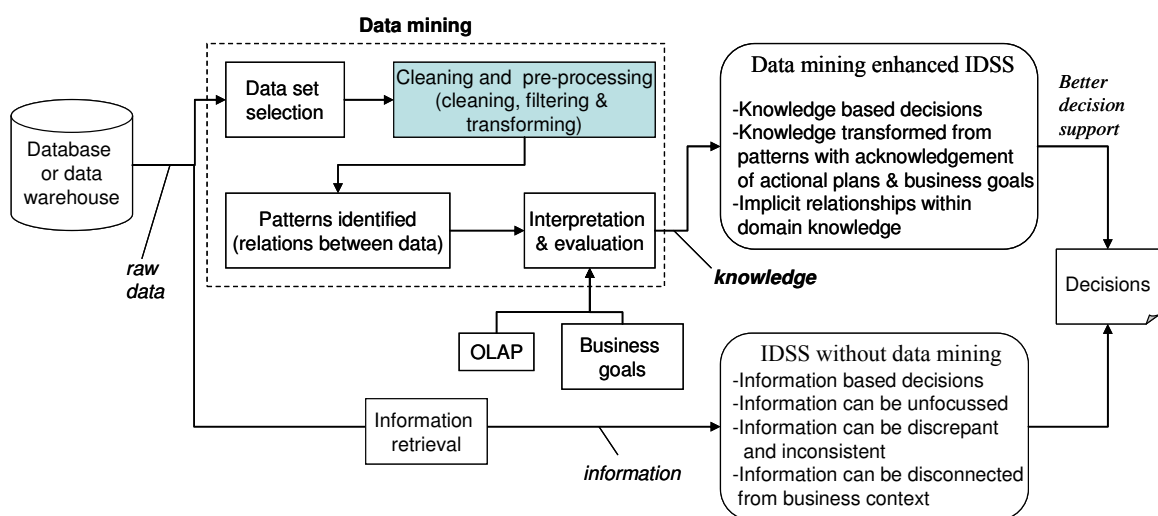 Data mining
Data set
selection
Cleaning and pre-processing
(cleaning, filtering &
transforming)
Database
or data
warehouse
raw
data
Patterns identified
(relations between data)
Interpretation
& evaluation
knowledge
OLAP
Business
goals
Data mining enhanced IDSS
-Knowledge based decisions
-Knowledge transformed from
patterns with acknowledgement
of actional plans & business goals
-Implicit relationships within
domain knowledge
Better
decision
support
Decisions
Information
retrieval
information
IDSS without data mining
-Information based decisions
-Information can be unfocussed
-Information can be discrepant
and inconsistent
-Information can be disconnected
from business context